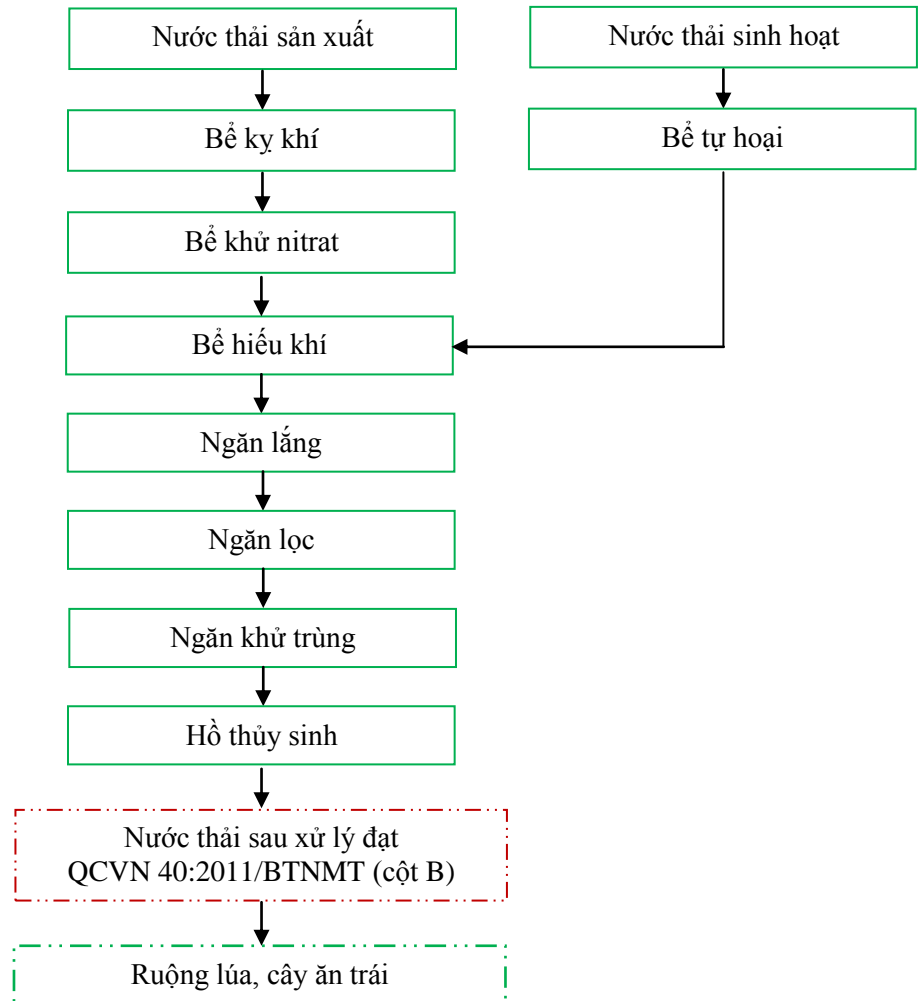 Nước thải sản xuất
Nước thải sinh hoạt
Bể kỵ khí
Bể tự hoại
Bể khử nitrat
Bể hiếu khí
Ngăn lắng
Ngăn lọc
Ngăn khử trùng
Hồ thủy sinh
Nước thải sau xử lý đạt
QCVN 40:2011/BTNMT (cột B)
Ruộng lúa, cây ăn trái